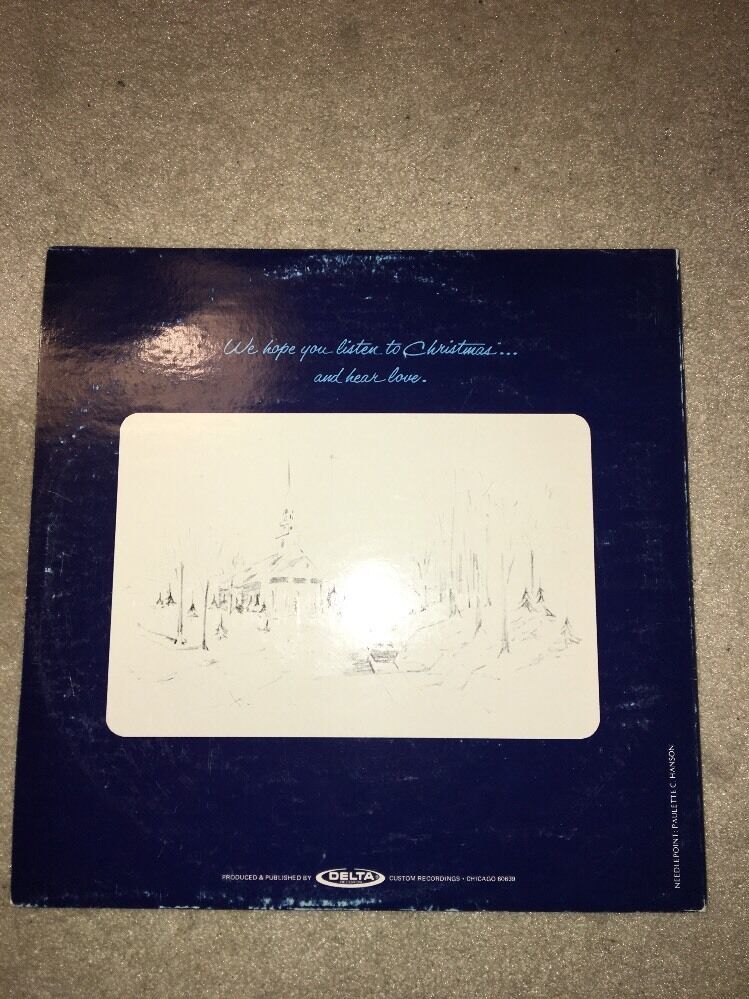 We hope you listen to Christmas...
and hear love.
PRODUCED & PUBLISHED BY DELTA CUSTOM RECORDINGS • CHICAGO 60639
NEEDLEPOINT: PAULETTE C. HANSON